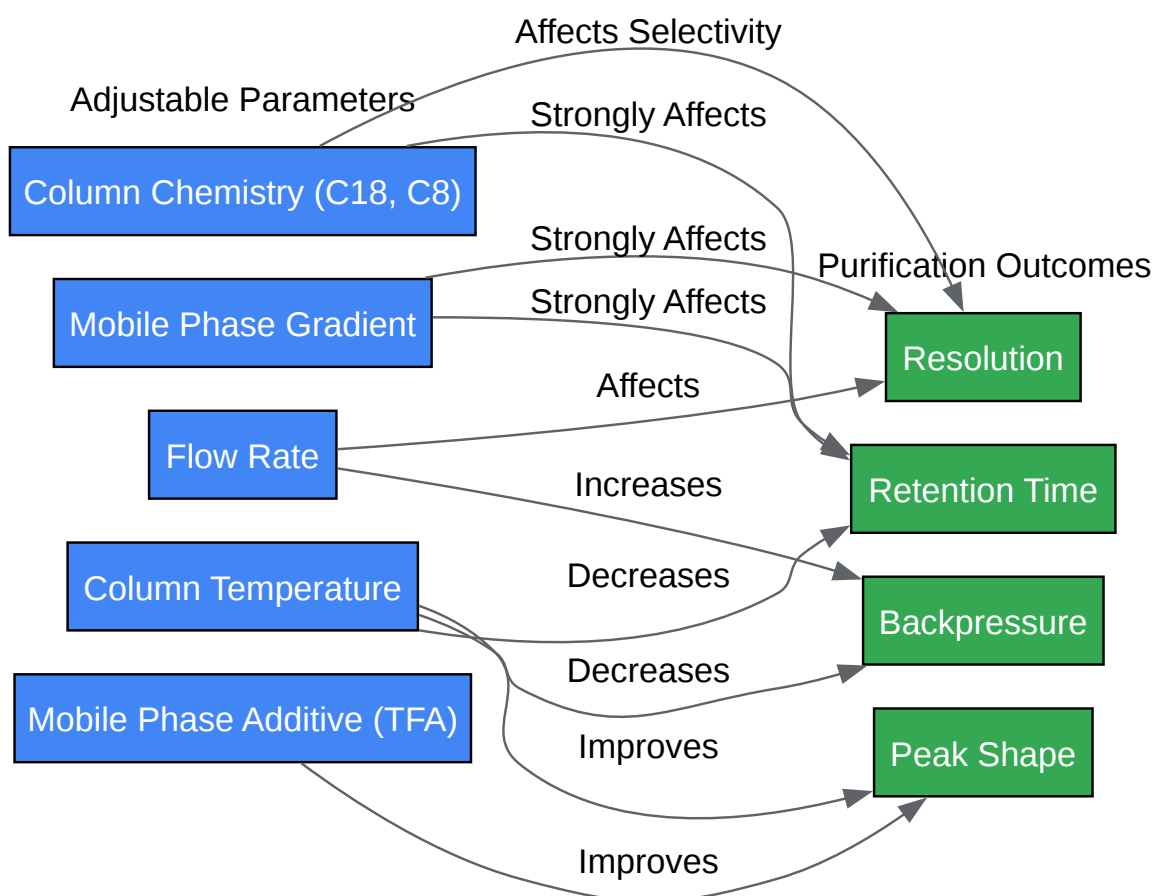 Affects Selectivity
Adjustable Parameters
Strongly Affects
Column Chemistry (C18, C8)
Strongly Affects
Purification Outcomes
Mobile Phase Gradient
Strongly Affects
Resolution
Affects
Flow Rate
Increases
Retention Time
Column Temperature
Decreases
Backpressure
Decreases
Mobile Phase Additive (TFA)
Improves
Peak Shape
Improves